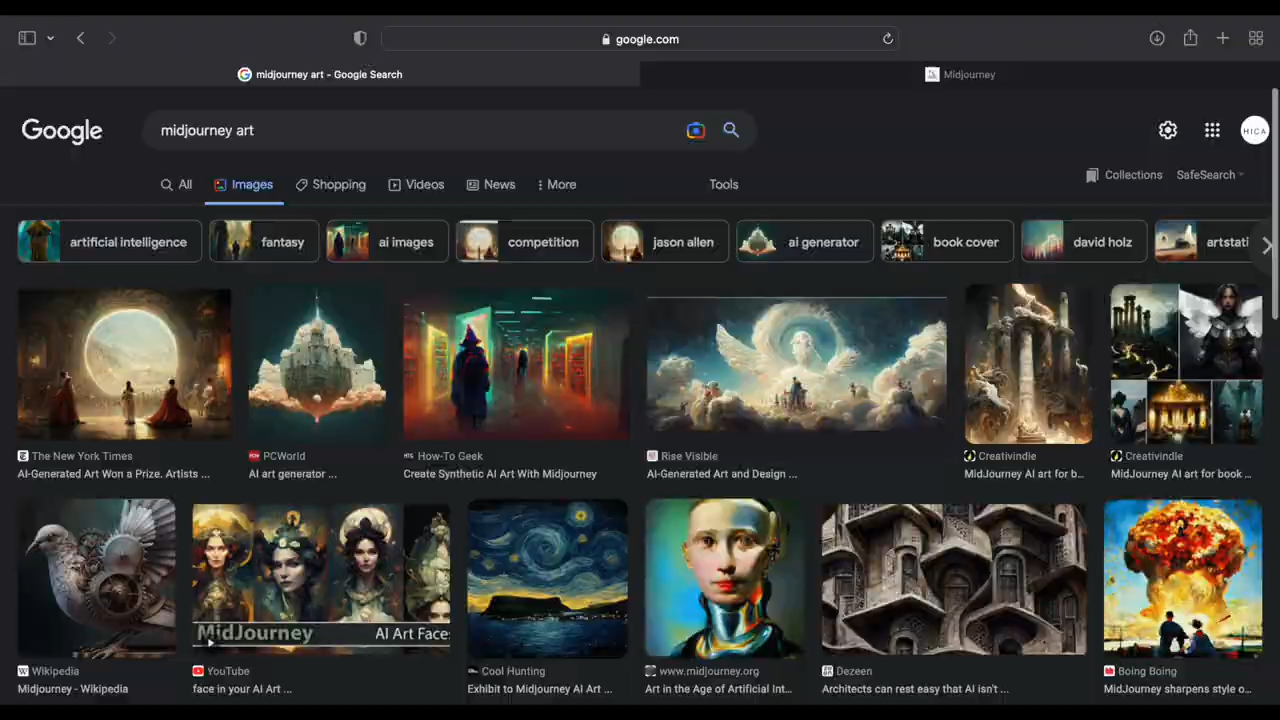 google.com
midjourney art - Google Search
Midjourney
Google
midjourney art
HICA
All
Images
Shopping
Videos
News
More
Tools
Collections
SafeSearch
artificial intelligence
fantasy
ai images
competition
jason allen
ai generator
book cover
david holz
artstati
The New York Times
AI-Generated Art Won a Prize. Artists ...
PCWorld
AI art generator ...
How-To Geek
Create Synthetic AI Art With Midjourney
Rise Visible
AI-Generated Art and Design ...
Creativindie
MidJourney AI art for b...
Creativindie
MidJourney AI art for book ...
MidJourney
AI Art Faces
Wikipedia
Midjourney - Wikipedia
YouTube
face in your AI Art ...
Cool Hunting
Exhibit to Midjourney AI Art ...
www.midjourney.org
Art in the Age of Artificial Int...
Dezeen
Architects can rest easy that AI isn't ...
Boing Boing
MidJourney sharpens style o...